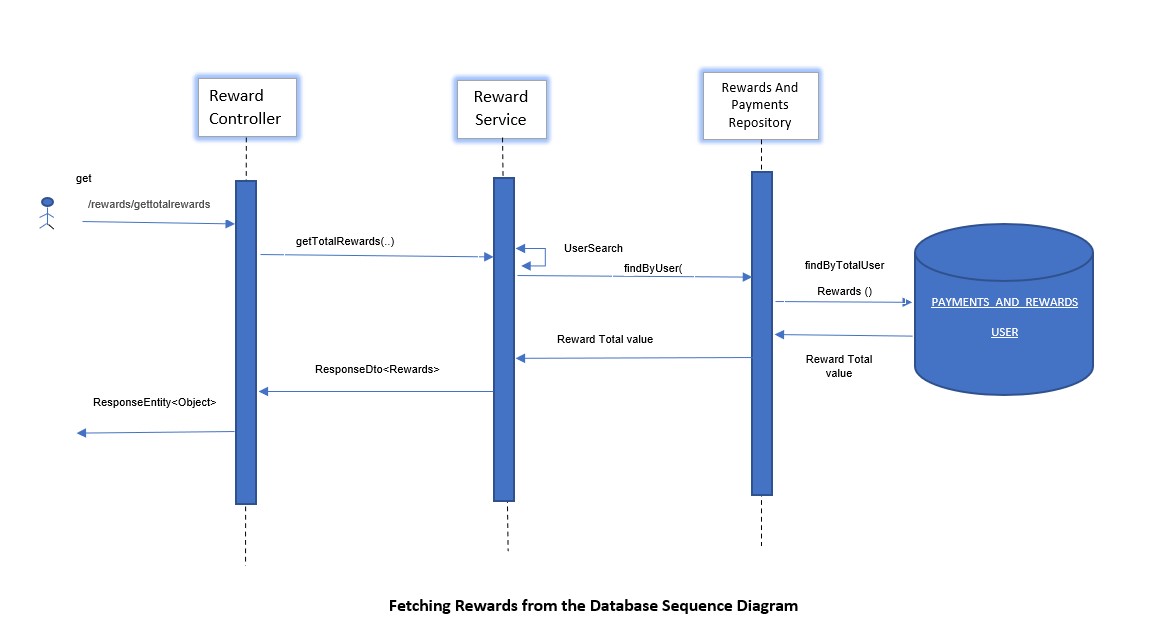 Reward
Controller
Reward
Service
Rewards And
Payments
Repository
get
/rewards/gettotalrewards
getTotalRewards(..)
UserSearch
findByUser(
findByTotalUser
Rewards ()
PAYMENTS_AND_REWARDS
USER
Reward Total value
Reward Total
value
ResponseDto<Rewards>
ResponseEntity<Object>
Fetching Rewards from the Database Sequence Diagram